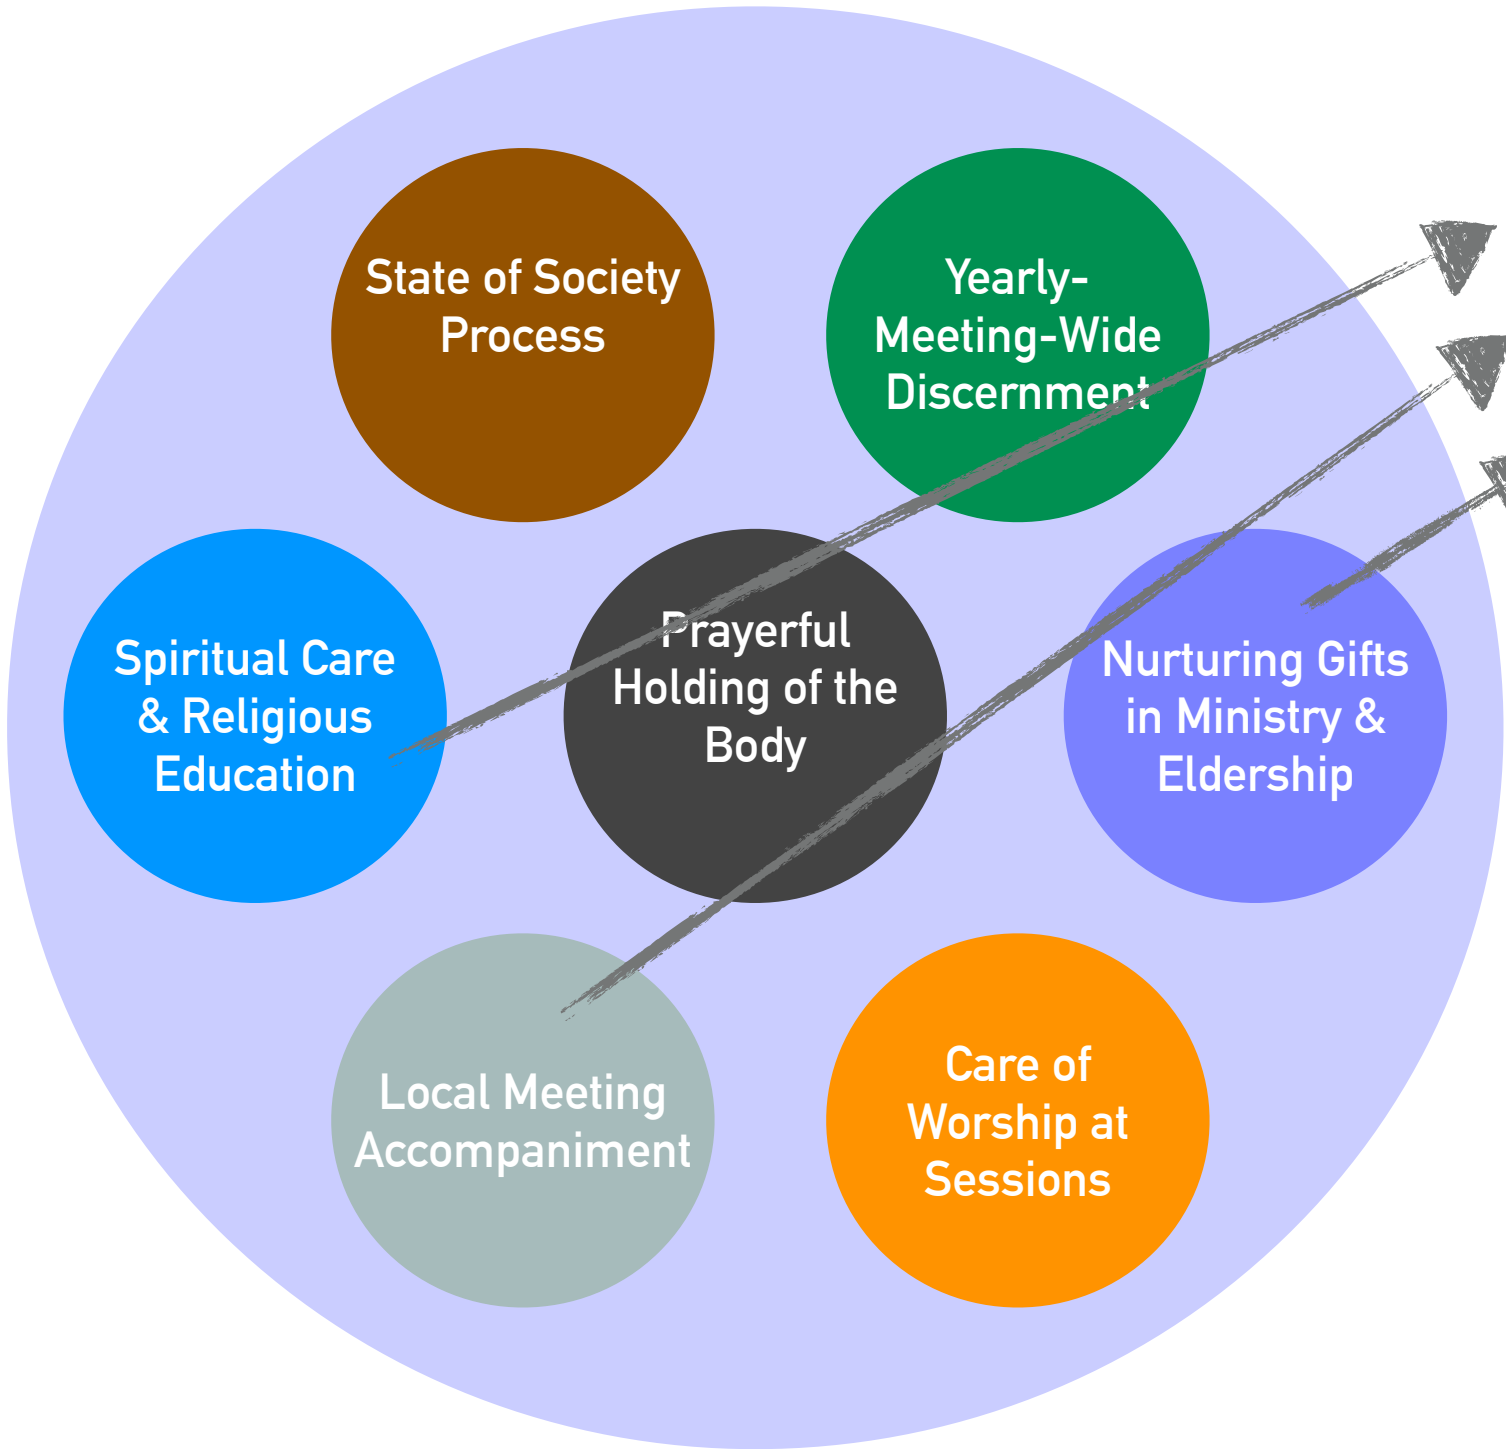 State of Society
Process
Yearly-
Meeting-Wide
Discernment
Spiritual Care
& Religious
Education
Prayerful
Holding of the
Body
Nurturing Gifts
in Ministry &
Eldership
Local Meeting
Accompaniment
Care of
Worship at
Sessions